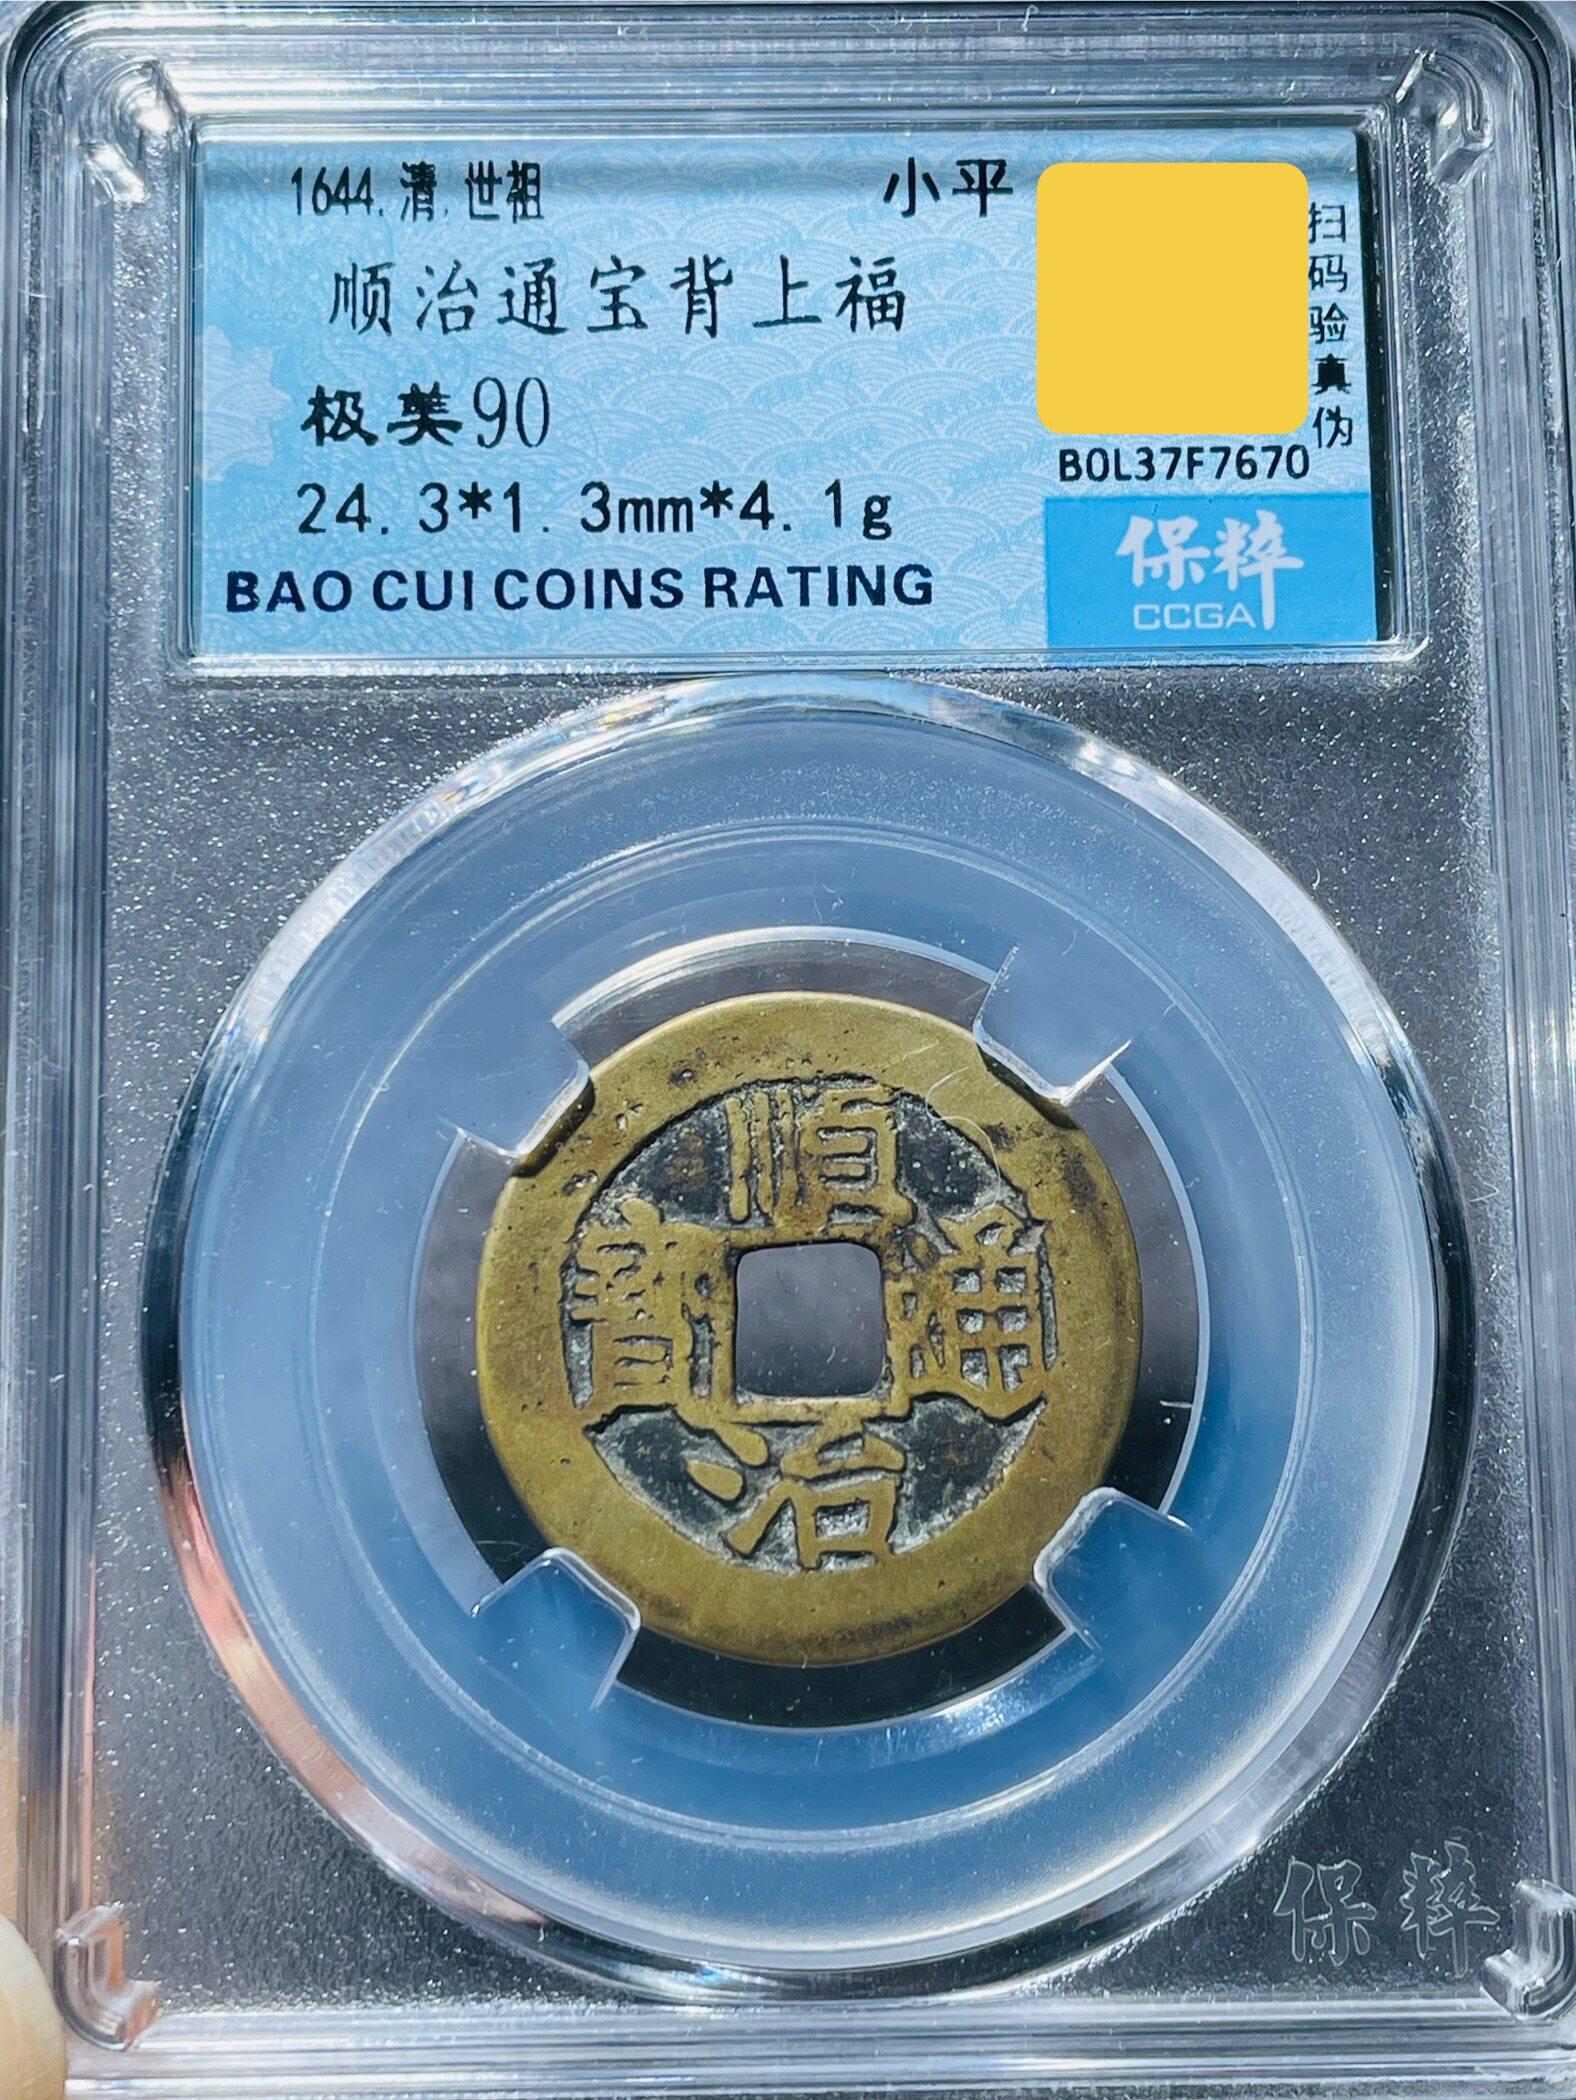 1644.清.世祖 小平
顺治通宝背上福
极美90
24.3*1.3mm*4.1g
BAO CUI COINS RATING
扫码验真伪
B0L37F7670
保粹
CCGA
順治通寶
保粹